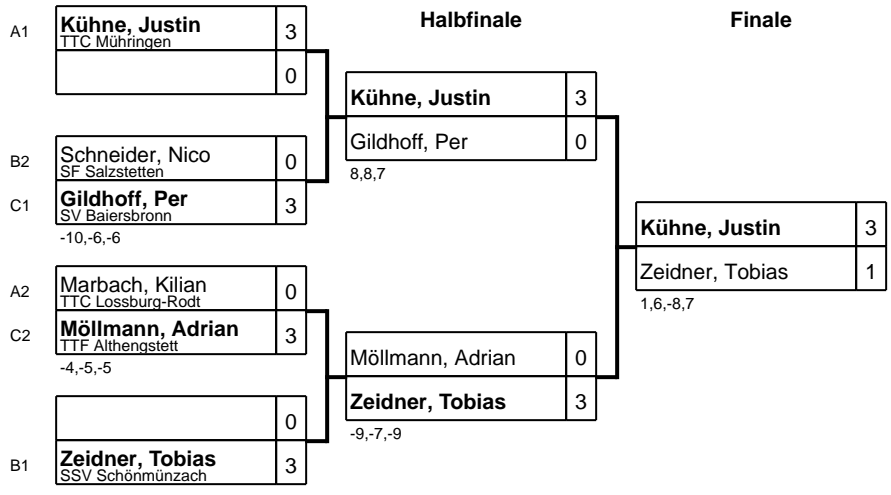 Halbfinale
Finale
A1
Kühne, Justin
3
TTC Mühringen
0
B2
Schneider, Nico
0
SF Salzstetten
C1
Gildhoff, Per
3
SV Baiersbronn
-10,-6,-6
A2
Marbach, Kilian
0
TTC Lossburg-Rodt
C2
Möllmann, Adrian
3
TTF Althengstett
-4,-5,-5
0
B1
Zeidner, Tobias
3
SSV Schönmünzach
Kühne, Justin
3
Gildhoff, Per
0
8,8,7
Möllmann, Adrian
0
Zeidner, Tobias
3
-9,-7,-9
Kühne, Justin
3
Zeidner, Tobias
1
1,6,-8,7